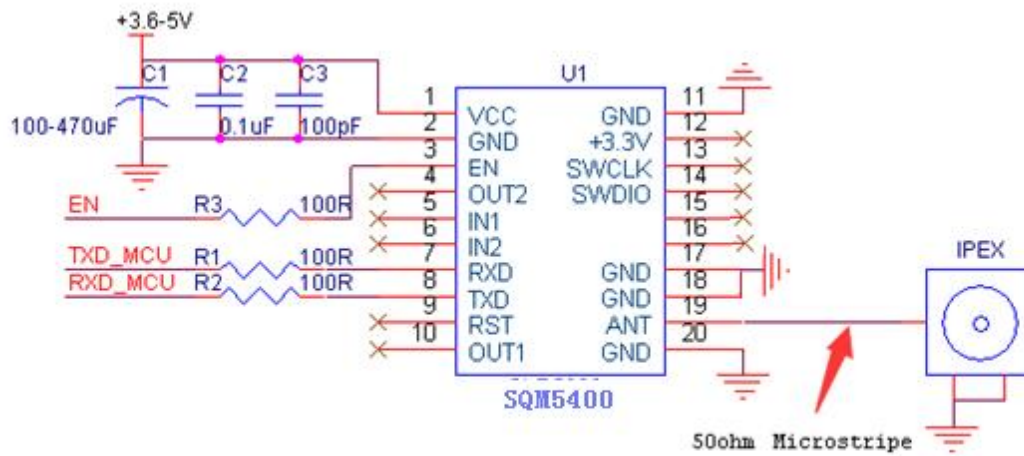 +3.6-5V
C1
C2
C3
100-470uF
0.1uF
100pF
EN
R3
100R
TXD_MCU
R1
100R
RXD_MCU
R2
100R
U1
1
2
3
4
5
6
7
8
9
10
VCC
GND
EN
OUT2
IN1
IN2
RXD
TXD
RST
OUT1
GND
+3.3V
SWCLK
SWDIO
GND
GND
ANT
GND
11
12
13
14
15
16
17
18
19
20
SQM5400
IPEX
50ohm Microstripe